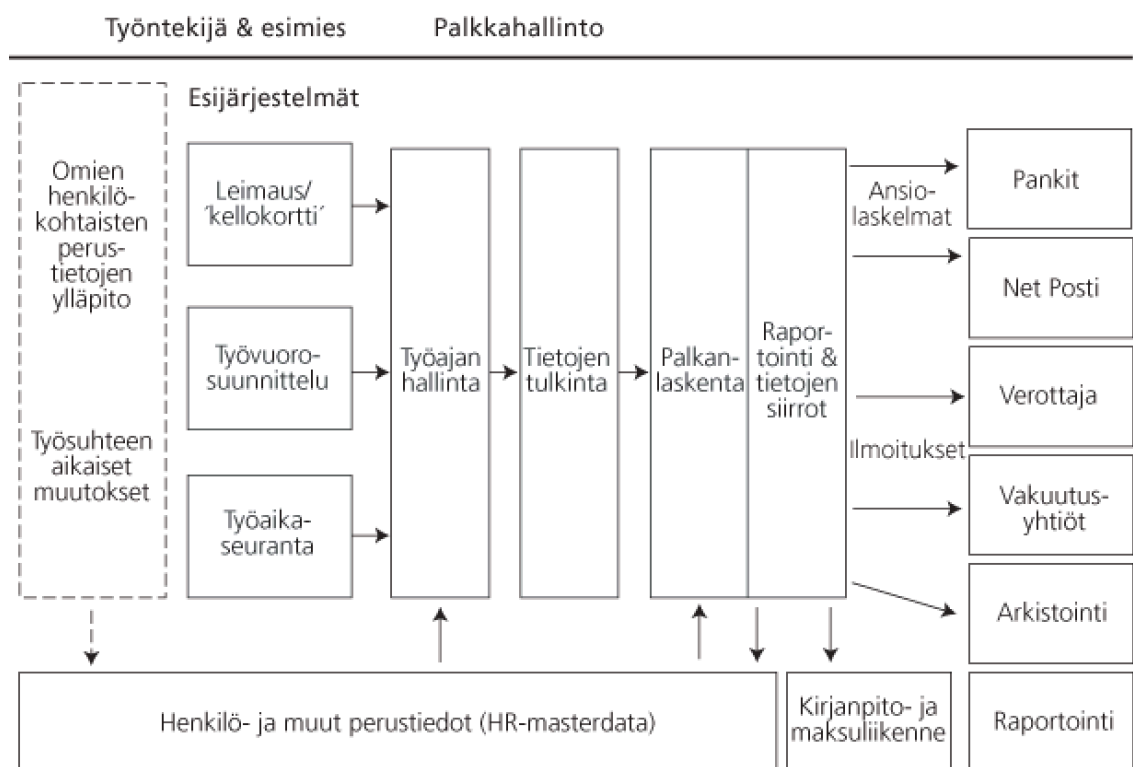 Työntekijä & esimies
Palkkahallinto
Esijärjestelmät
Omien
henkilö-
kohtaisten
perus-
tietojen
ylläpito
Työsuhteen
aikaiset
muutokset
Leimaus/
´kellokortti´
Työvuoro-
suunnittelu
Työaika-
seuranta
Työajan
hallinta
Tietojen
tulkinta
Palkan-
laskenta
Rapor-
tointi &
tietojen
siirrot
Ansio-
laskelmat
Ilmoitukset
Pankit
Net Posti
Verottaja
Vakuutus-
yhtiöt
Arkistointi
Raportointi
Henkilö- ja muut perustiedot (HR-masterdata)
Kirjanpito- ja
maksuliikenne